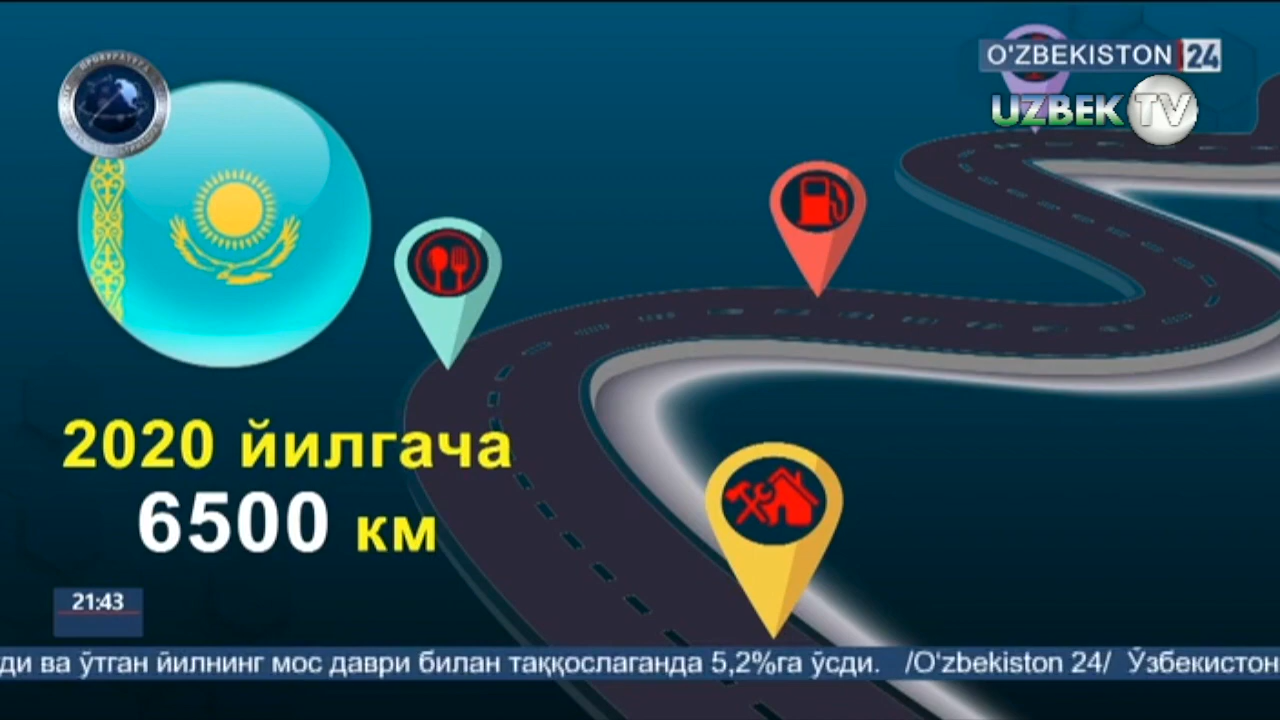 O'ZBEKISTON 24
UZBEK TV
2020 йилгача
6500 км
21:43
ди ва ўтган йилнинг мос даври билан таққослаганда 5,2%га ўсди. /O'zbekiston 24/ Ўзбекистон